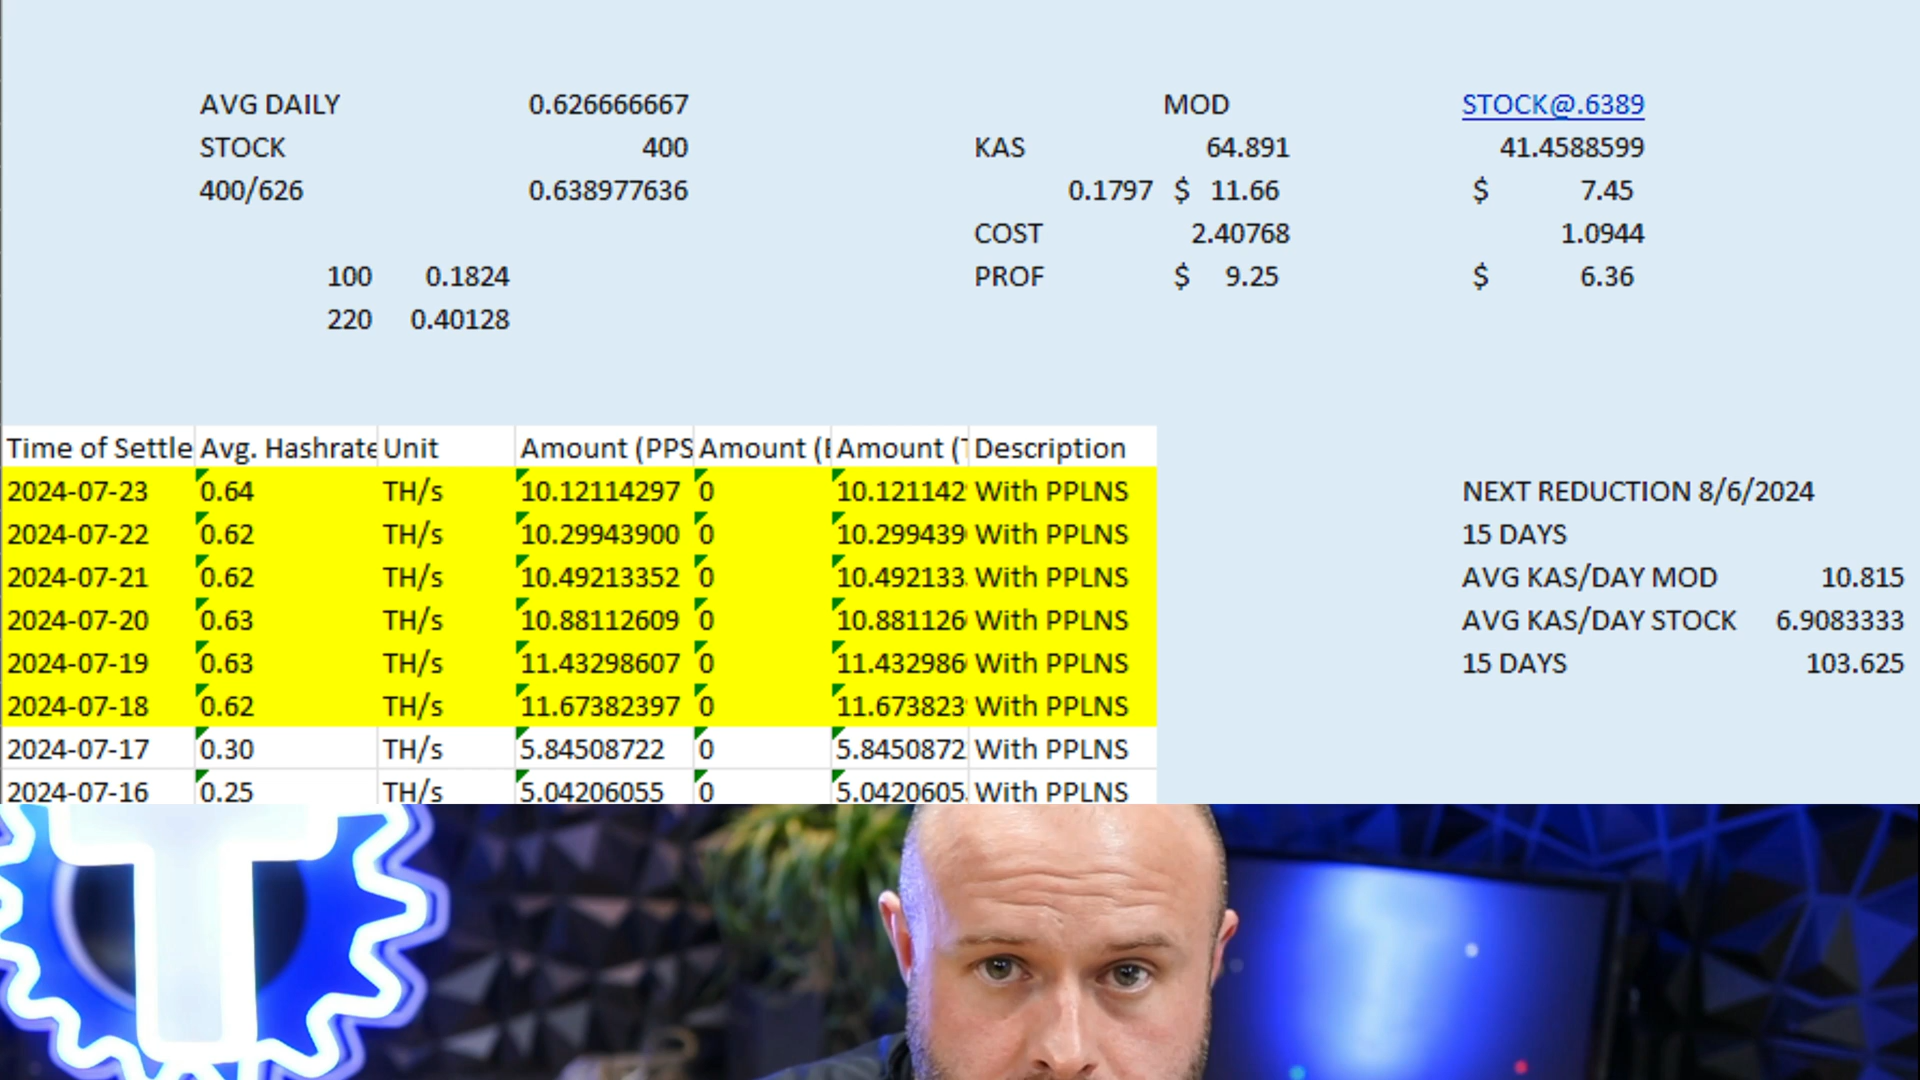 AVG DAILY 0.626666667 MOD STOCK@.6389
STOCK 400 KAS 64.891 41.4588599
400/626 0.638977636 0.1797 $ 11.66 $ 7.45
COST 2.40768 1.0944
100 0.1824 PROF $ 9.25 $ 6.36
220 0.40128
Time of Settle Avg. Hashrate Unit Amount (PPS Amount ( Amount ( Description
2024-07-23 0.64 TH/s 10.12114297 0 10.121142 With PPLNS NEXT REDUCTION 8/6/2024
2024-07-22 0.62 TH/s 10.29943900 0 10.299439 With PPLNS 15 DAYS
2024-07-21 0.62 TH/s 10.49213352 0 10.492133 With PPLNS AVG KAS/DAY MOD 10.815
2024-07-20 0.63 TH/s 10.88112609 0 10.881126 With PPLNS AVG KAS/DAY STOCK 6.9083333
2024-07-19 0.63 TH/s 11.43298607 0 11.432986 With PPLNS 15 DAYS 103.625
2024-07-18 0.62 TH/s 11.67382397 0 11.673823 With PPLNS
2024-07-17 0.30 TH/s 5.84508722 0 5.8450872 With PPLNS
2024-07-16 0.25 TH/s 5.04206055 0 5.0420605 With PPLNS
T